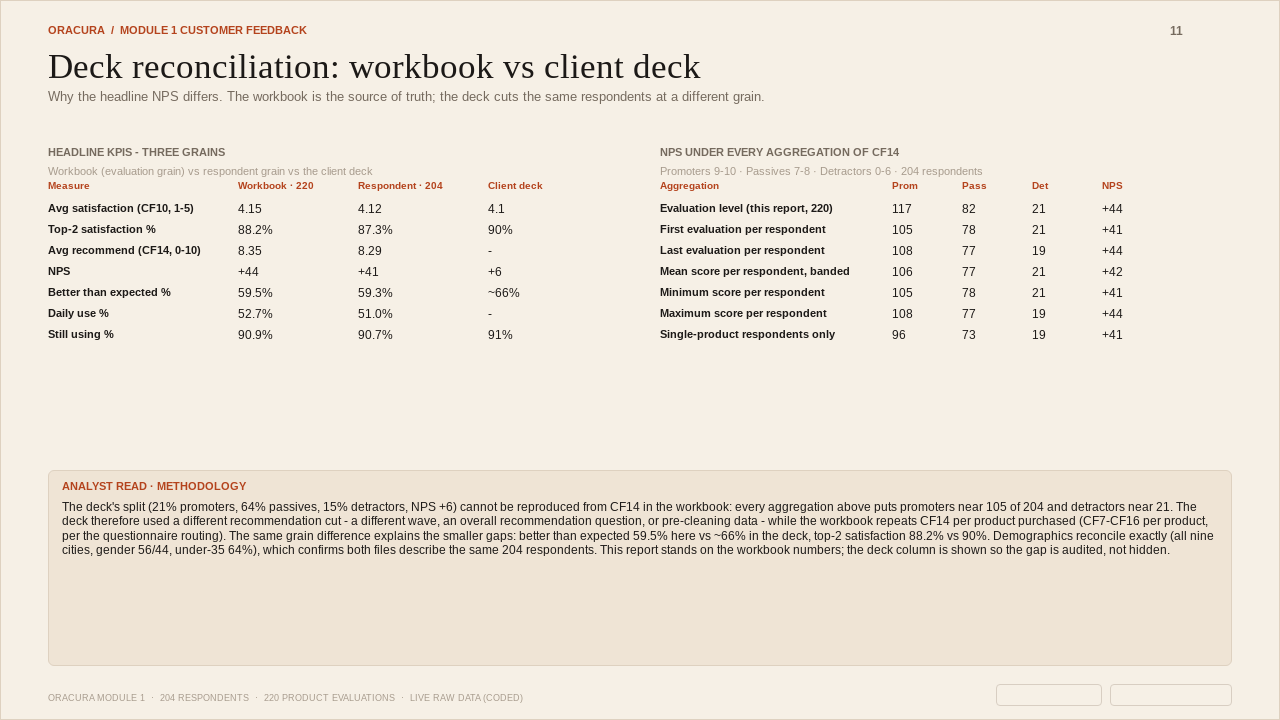 ORACURA / MODULE 1 CUSTOMER FEEDBACK
11
Deck reconciliation: workbook vs client deck
Why the headline NPS differs. The workbook is the source of truth; the deck cuts the same respondents at a different grain.
HEADLINE KPIS - THREE GRAINS
Workbook (evaluation grain) vs respondent grain vs the client deck
Measure Workbook · 220 Respondent · 204 Client deck
Avg satisfaction (CF10, 1-5) 4.15 4.12 4.1
Top-2 satisfaction % 88.2% 87.3% 90%
Avg recommend (CF14, 0-10) 8.35 8.29 -
NPS +44 +41 +6
Better than expected % 59.5% 59.3% ~66%
Daily use % 52.7% 51.0% -
Still using % 90.9% 90.7% 91%
NPS UNDER EVERY AGGREGATION OF CF14
Promoters 9-10 · Passives 7-8 · Detractors 0-6 · 204 respondents
Aggregation Prom Pass Det NPS
Evaluation level (this report, 220) 117 82 21 +44
First evaluation per respondent 105 78 21 +41
Last evaluation per respondent 108 77 19 +44
Mean score per respondent, banded 106 77 21 +42
Minimum score per respondent 105 78 21 +41
Maximum score per respondent 108 77 19 +44
Single-product respondents only 96 73 19 +41
ANALYST READ · METHODOLOGY
The deck's split (21% promoters, 64% passives, 15% detractors, NPS +6) cannot be reproduced from CF14 in the workbook: every aggregation above puts promoters near 105 of 204 and detractors near 21. The
deck therefore used a different recommendation cut - a different wave, an overall recommendation question, or pre-cleaning data - while the workbook repeats CF14 per product purchased (CF7-CF16 per product,
per the questionnaire routing). The same grain difference explains the smaller gaps: better than expected 59.5% here vs ~66% in the deck, top-2 satisfaction 88.2% vs 90%. Demographics reconcile exactly (all nine
cities, gender 56/44, under-35 64%), which confirms both files describe the same 204 respondents. This report stands on the workbook numbers; the deck column is shown so the gap is audited, not hidden.
ORACURA MODULE 1 · 204 RESPONDENTS · 220 PRODUCT EVALUATIONS · LIVE RAW DATA (CODED)